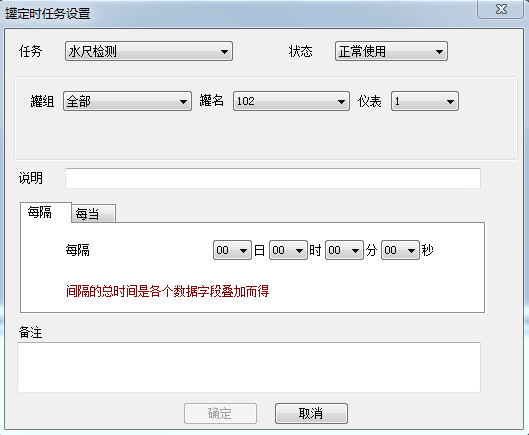 罐定时任务设置
任务 水尺检测 状态 正常使用
罐组 全部 罐名 102 仪表 1
说明
每隔 每当
每隔 00 日 00 时 00 分 00 秒
间隔的总时间是各个数据字段叠加而得
备注
确定 取消